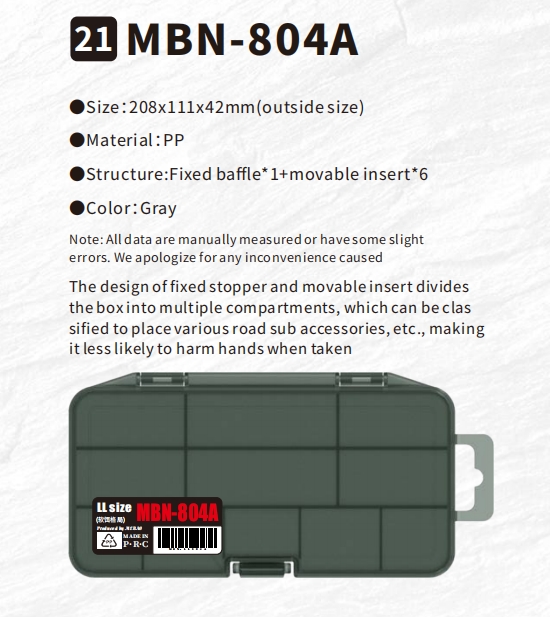 21 MBN-804A
●Size:208x111x42mm(outside size)
●Material:PP
●Structure:Fixed baffle*1+movable insert*6
●Color:Gray
Note: All data are manually measured or have some slight
errors. We apologize for any inconvenience caused
The design of fixed stopper and movable insert divides
the box into multiple compartments, which can be clas
sified to place various road sub accessories, etc., making
it less likely to harm hands when taken
LL size MBN-804A
Produced by
MADE IN
P·R·C